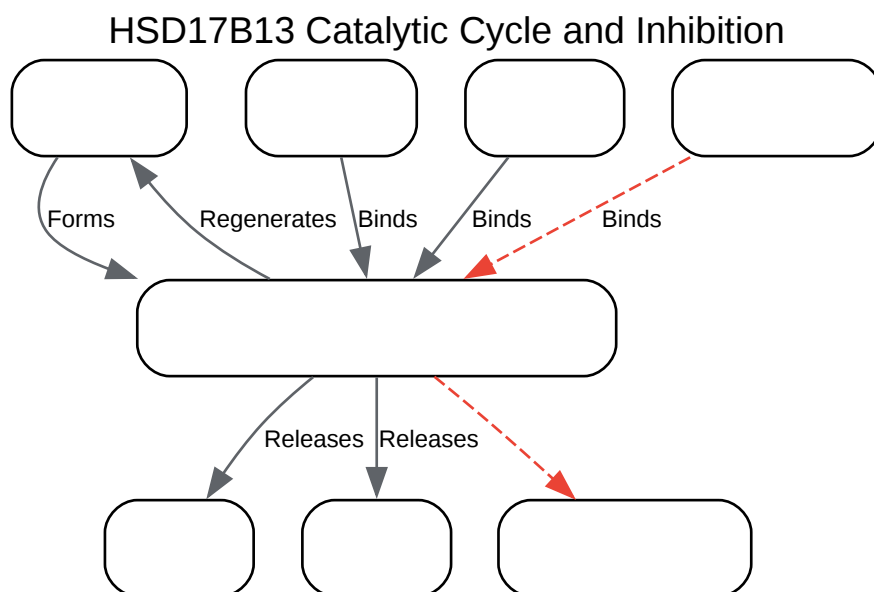 HSD17B13 Catalytic Cycle and Inhibition
Forms
Regenerates
Binds
Binds
Binds
Releases
Releases